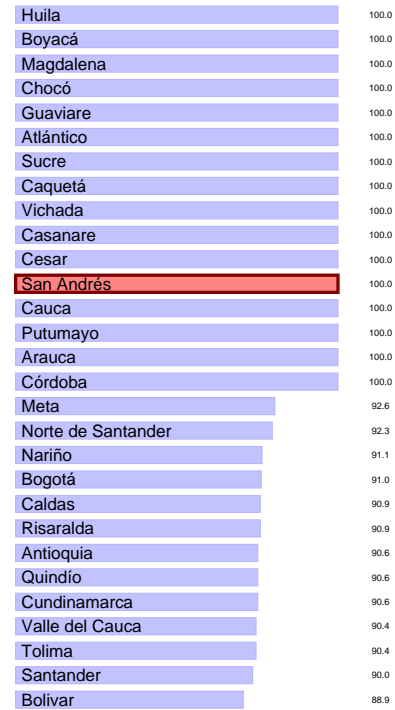 Huila 100.0
Boyacá 100.0
Magdalena 100.0
Chocó 100.0
Guaviare 100.0
Atlántico 100.0
Sucre 100.0
Caquetá 100.0
Vichada 100.0
Casanare 100.0
Cesar 100.0
San Andrés 100.0
Cauca 100.0
Putumayo 100.0
Arauca 100.0
Córdoba 100.0
Meta 92.6
Norte de Santander 92.3
Nariño 91.1
Bogotá 91.0
Caldas 90.9
Risaralda 90.9
Antioquia 90.6
Quindío 90.6
Cundinamarca 90.6
Valle del Cauca 90.4
Tolima 90.4
Santander 90.0
Bolivar 88.9